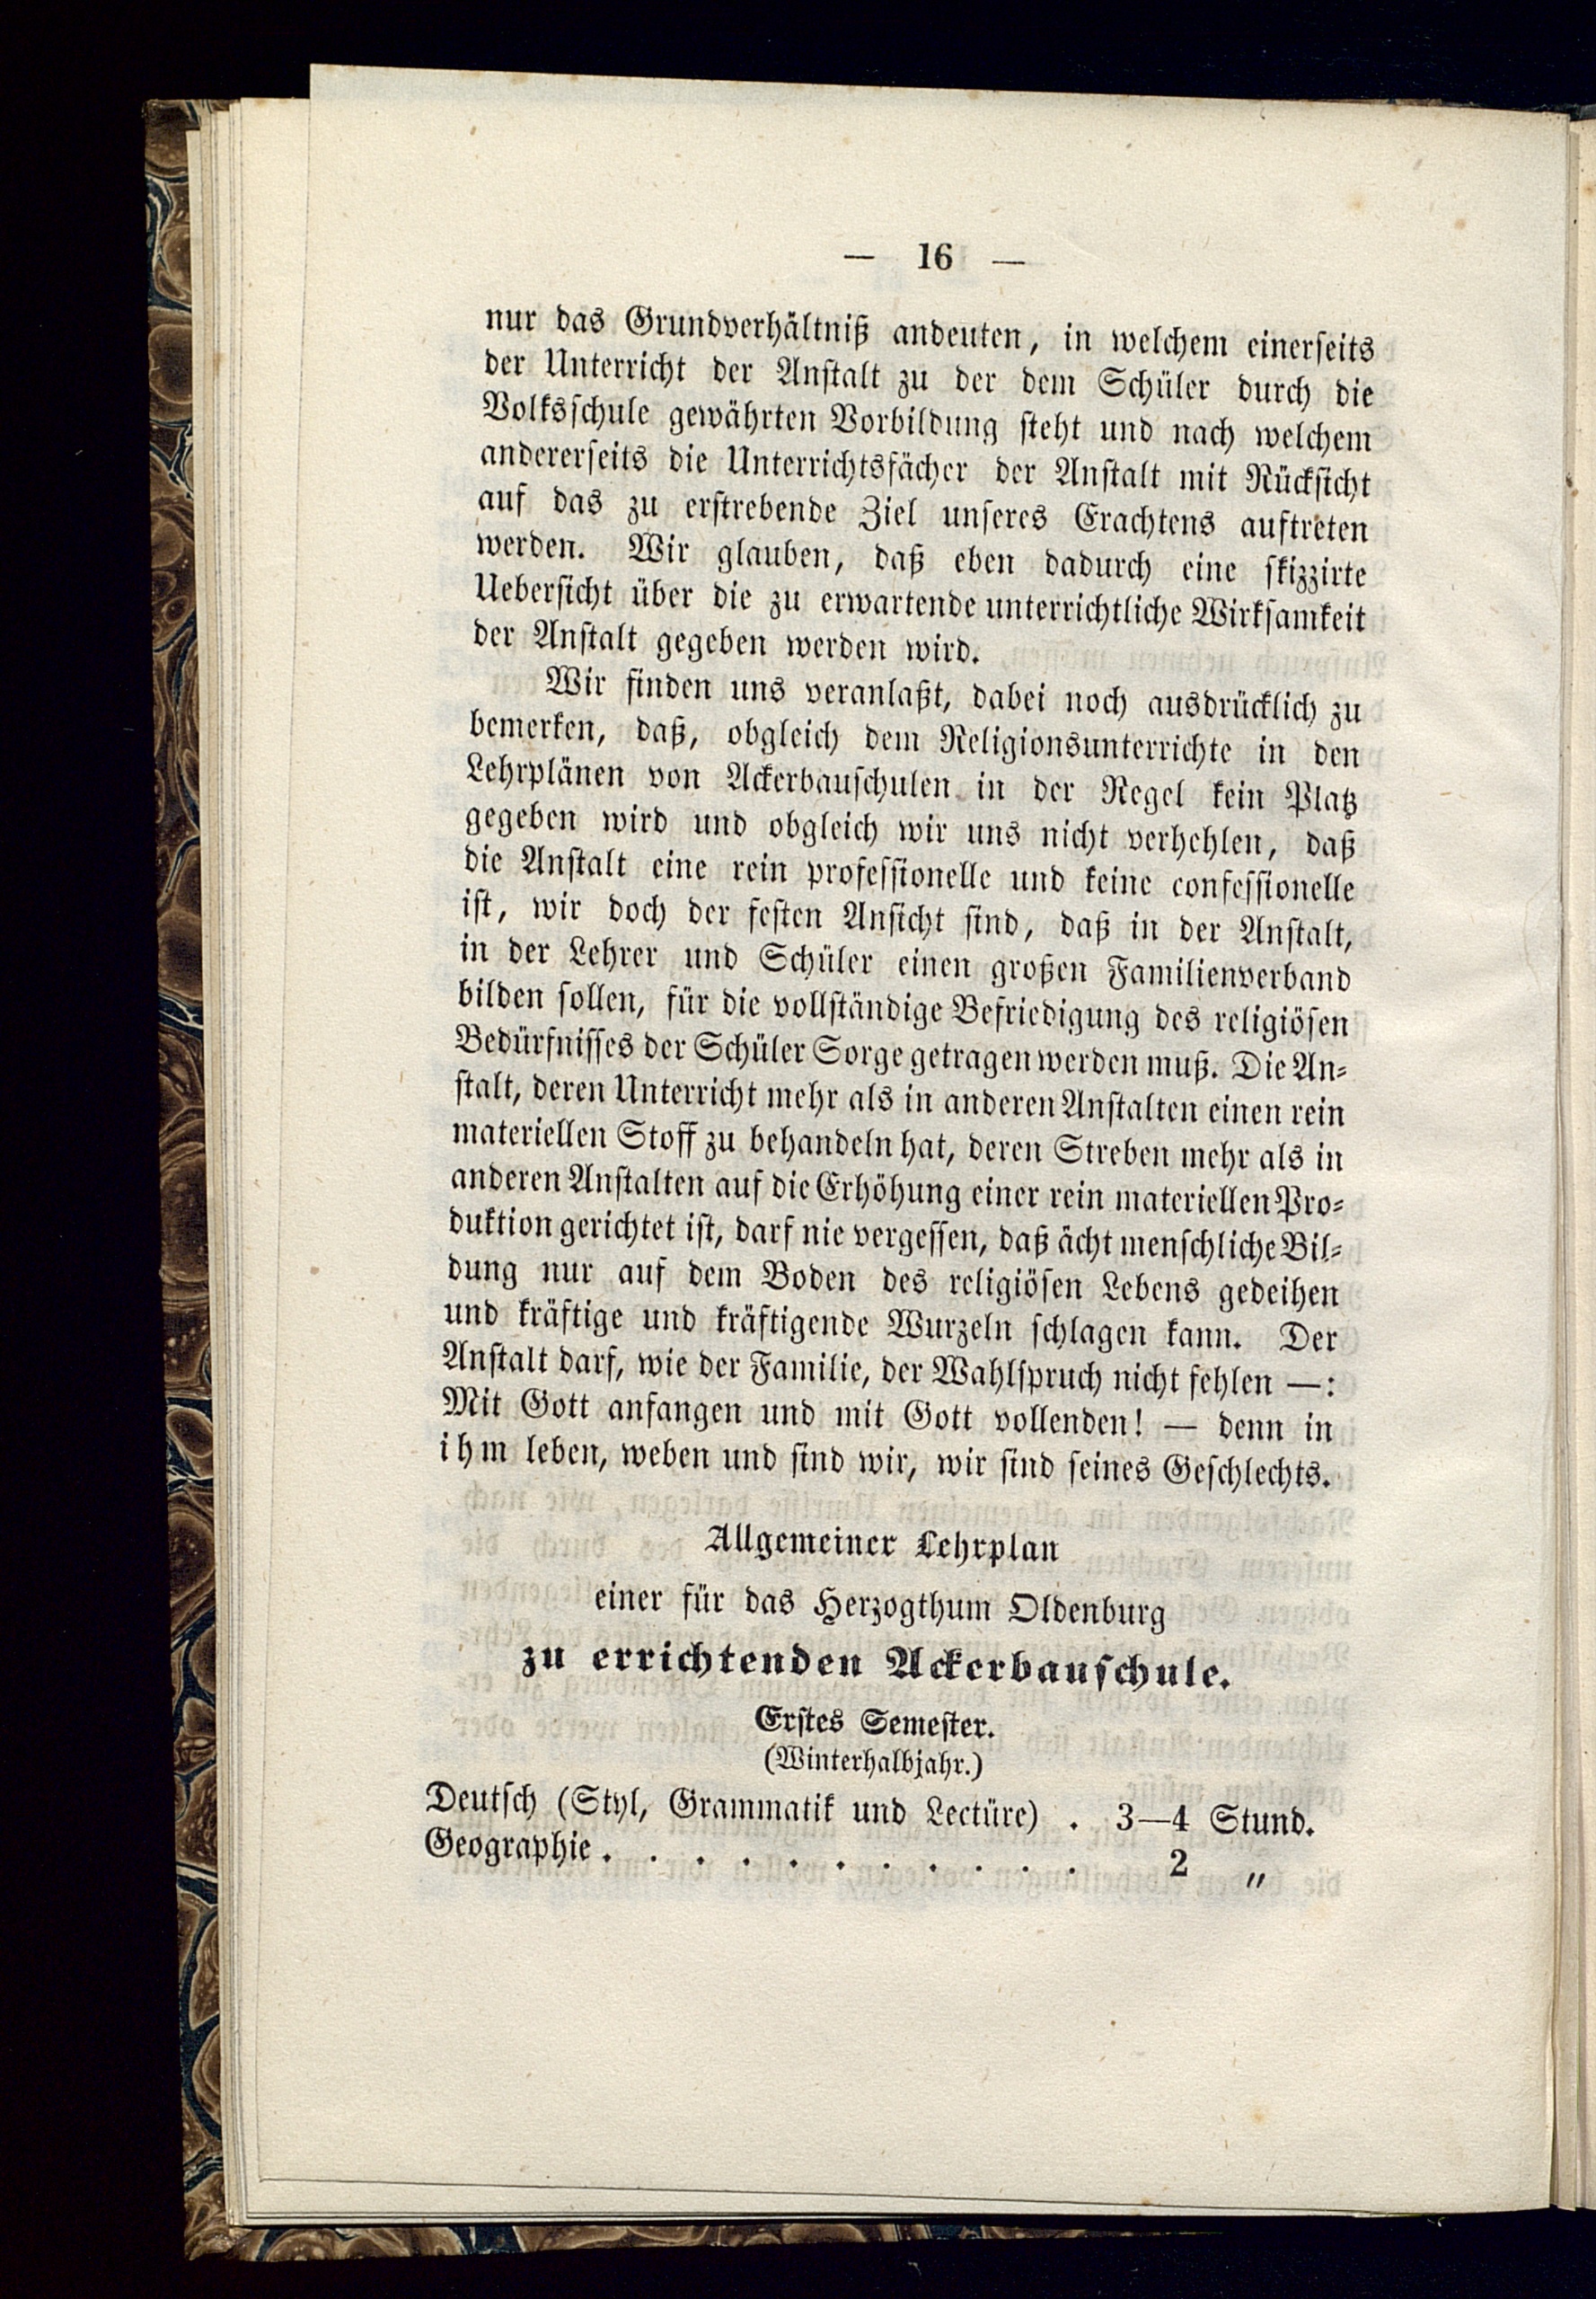 — 16 —
nur das Grundverhältniß andeuten, in welchem einerseits
der Unterricht der Anstalt zu der dem Schüler durch die
Volksschule gewährten Vorbildung steht und nach welchem
andererseits die Unterrichtsfächer der Anstalt mit Rücksicht
auf das zu erstrebende Ziel unseres Erachtens auftreten
werden. Wir glauben, daß eben dadurch eine skizzirte
Uebersicht über die zu erwartende unterrichtliche Wirksamkeit
der Anstalt gegeben werden wird.
Wir finden uns veranlaßt, dabei noch ausdrücklich zu
bemerken, daß, obgleich dem Religionsunterrichte in den
Lehrplänen von Ackerbauschulen in der Regel kein Platz
gegeben wird und obgleich wir uns nicht verhehlen, daß
die Anstalt eine rein professionelle und keine confessionelle
ist, wir doch der festen Ansicht sind, daß in der Anstalt,
in der Lehrer und Schüler einen großen Familienverband
bilden sollen, für die vollständige Befriedigung des religiösen
Bedürfnisses der Schüler Sorge getragen werden muß. Die An-
stalt, deren Unterricht mehr als in anderen Anstalten einen rein
materiellen Stoff zu behandeln hat, deren Streben mehr als in
anderen Anstalten auf die Erhöhung einer rein materiellen Pro-
duktion gerichtet ist, darf nie vergessen, daß ächt menschliche Bil-
dung nur auf dem Boden des religiösen Lebens gedeihen
und kräftige und kräftigende Wurzeln schlagen kann. Der
Anstalt darf, wie der Familie, der Wahlspruch nicht fehlen —:
Mit Gott anfangen und mit Gott vollenden! — denn in
ihm leben, weben und sind wir, wir sind seines Geschlechts.
Allgemeiner Lehrplan
einer für das Herzogthum Oldenburg
zu errichtenden Ackerbauschule.
Erstes Semester.
(Winterhalbjahr.)
Deutsch (Styl, Grammatik und Lectüre) . 3—4 Stund.
Geographie . . . . . . . . . . . 2 „